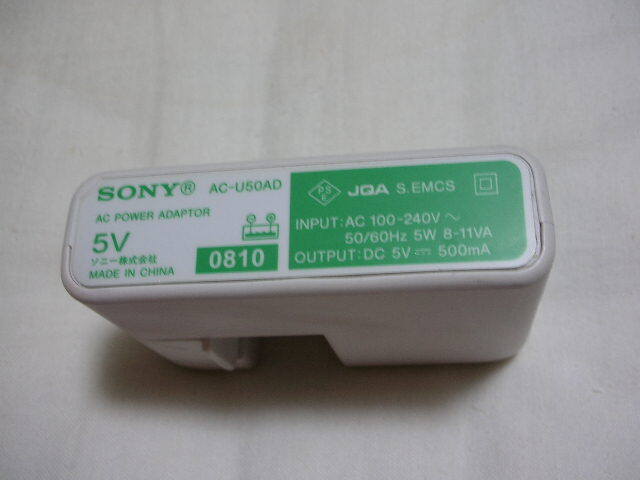 SONY® AC-U50AD
AC POWER ADAPTOR
5V
ソニー株式会社
MADE IN CHINA
0810
PS
E
JQA S.EMCS
INPUT: AC 100-240V ～
50/60Hz 5W 8-11VA
OUTPUT: DC 5V ⎓ 500mA